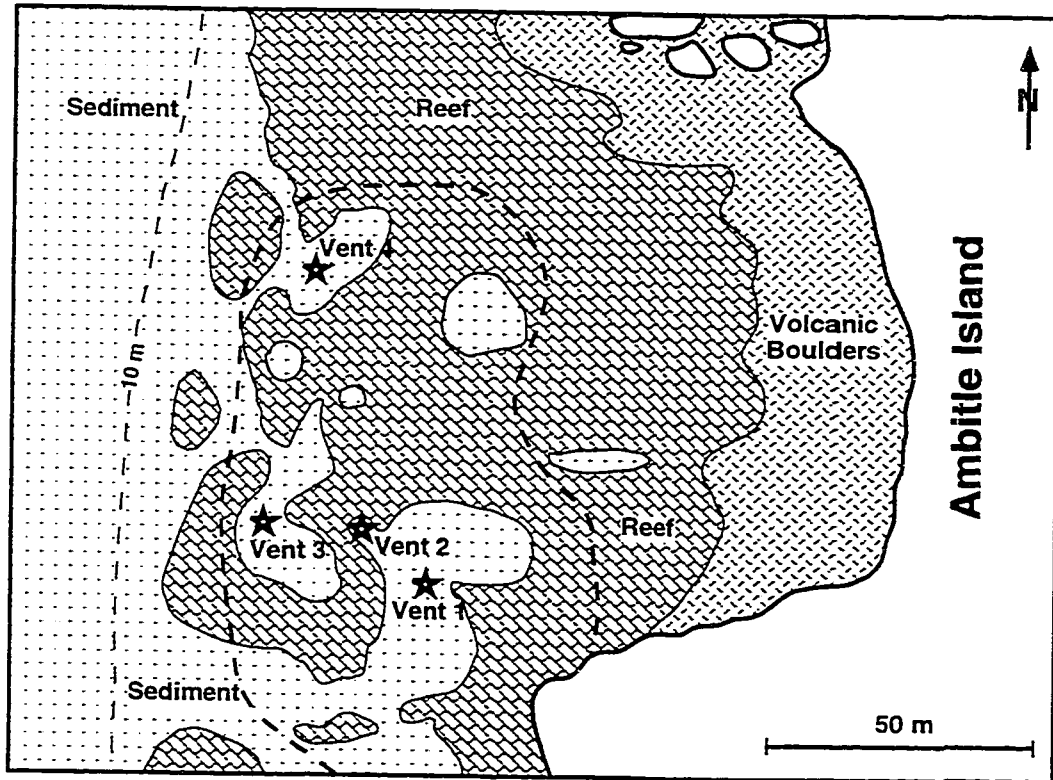 Sediment
Reef
N
Vent 4
10 m
Volcanic
Boulders
Ambitle Island
Vent 3
Vent 2
Reef
Vent 1
Sediment
50 m